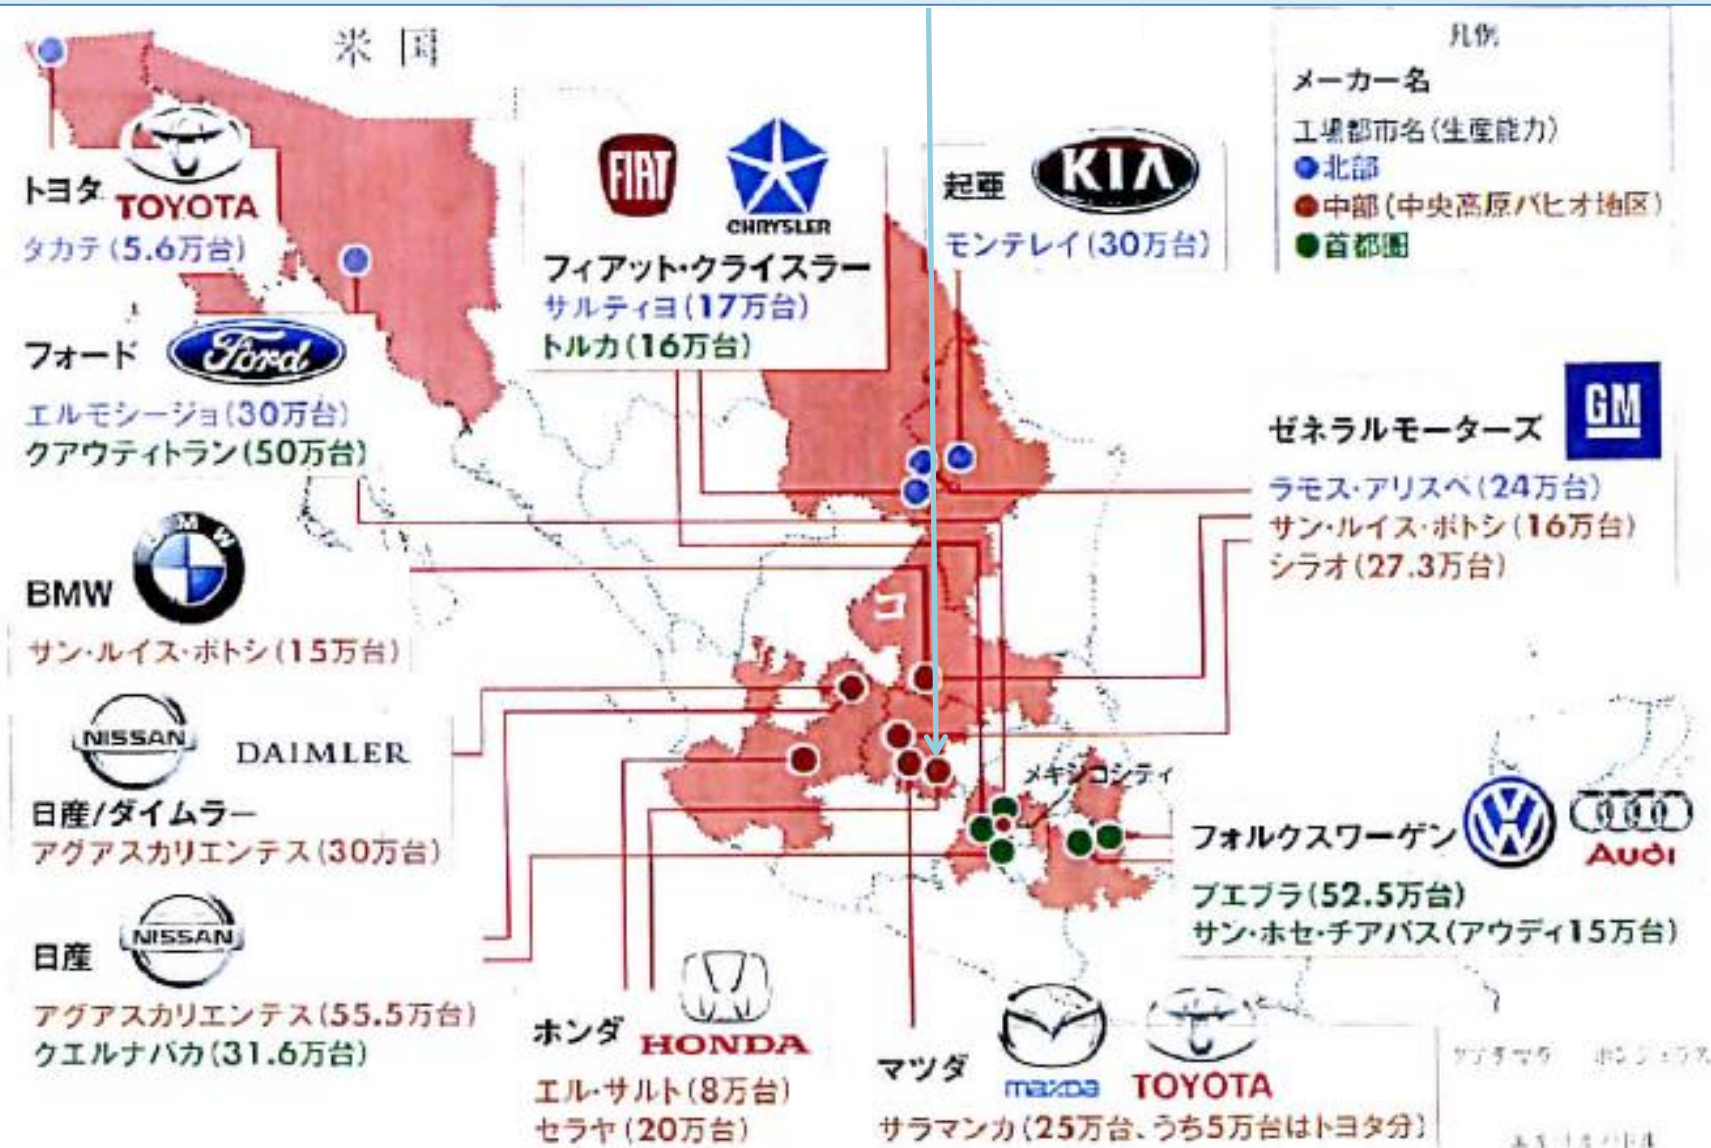 米国
凡例
メーカー名
工場都市名(生産能力)
●北部
●中部(中央高原バヒオ地区)
●首都圏
トヨタ
TOYOTA
タカテ(5.6万台)
FIAT
CHRYSLER
フィアット・クライスラー
サルティヨ(17万台)
トルカ(16万台)
起亜
KIA
モンテレイ(30万台)
フォード
Ford
エルモシージョ(30万台)
クアウティトラン(50万台)
GM
ゼネラルモーターズ
ラモス・アリスペ(24万台)
サン・ルイス・ポトシ(16万台)
シラオ(27.3万台)
BMW
BMW
サン・ルイス・ポトシ(15万台)
コ
NISSAN
DAIMLER
日産/ダイムラー
アグアスカリエンテス(30万台)
メキシコシティ
フォルクスワーゲン
Audi
プエブラ(52.5万台)
サン・ホセ・チアパス(アウディ15万台)
日産
NISSAN
アグアスカリエンテス(55.5万台)
クエルナバカ(31.6万台)
ホンダ
HONDA
エル・サルト(8万台)
セラヤ(20万台)
マツダ
mazda
TOYOTA
サラマンカ(25万台、うち5万台はトヨタ分)